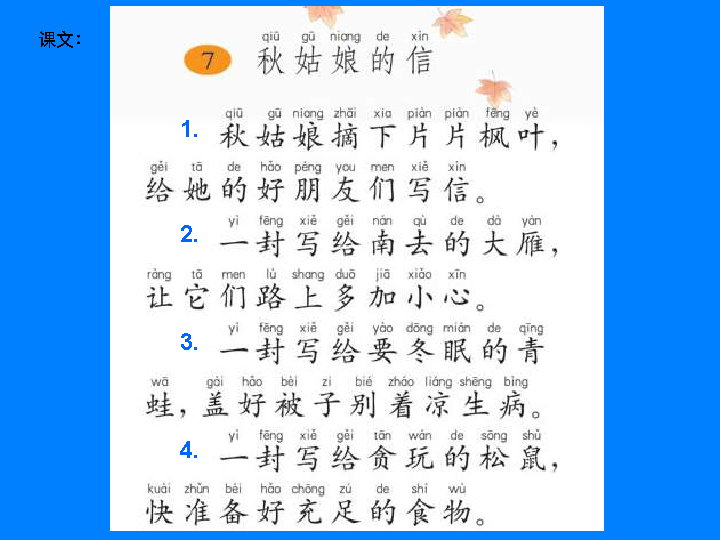 课文：
qiū gū niang de xìn
7 秋姑娘的信
qiū gū niang zhāi xia piàn piàn fēng yè
1. 秋姑娘摘下片片枫叶，
gěi tā de hǎo péng you men xiě xìn
给她的好朋友们写信。
yì fēng xiě gěi nán qù de dà yàn
2. 一封写给南去的大雁，
ràng tā men lù shang duō jiā xiǎo xīn
让它们路上多加小心。
yì fēng xiě gěi yào dōng mián de qīng
3. 一封写给要冬眠的青
wā gài hǎo bèi zi bié zháo liáng shēng bìng
蛙，盖好被子别着凉生病。
yì fēng xiě gěi tān wán de sōng shǔ
4. 一封写给贪玩的松鼠，
kuài zhǔn bèi hǎo chōng zú de shí wù
快准备好充足的食物。